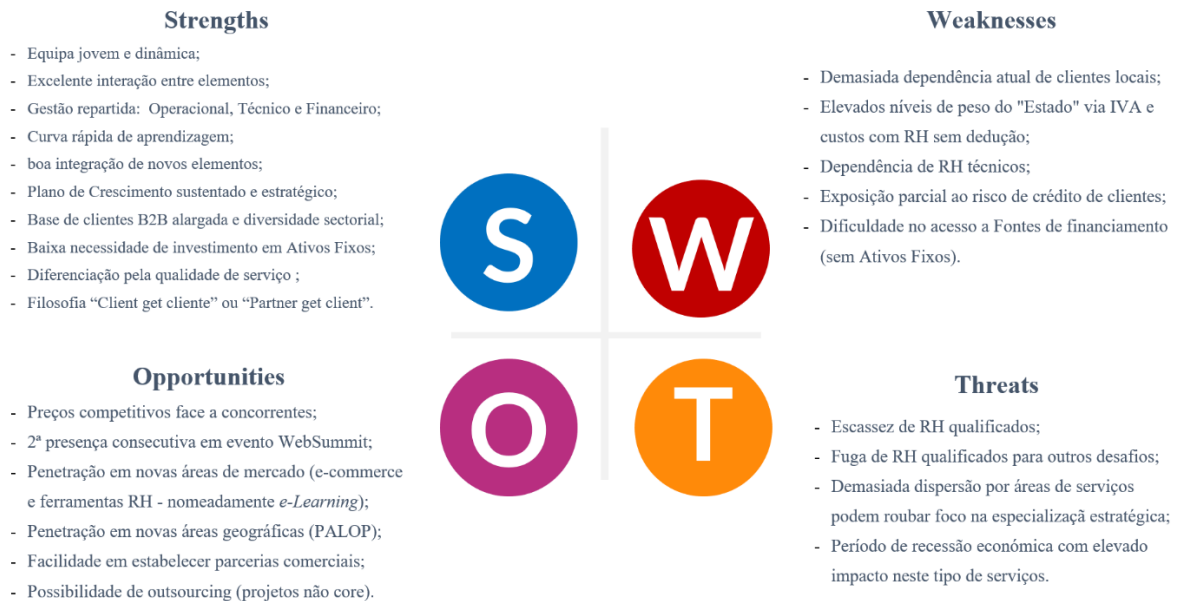 Strengths
- Equipa jovem e dinâmica;
- Excelente interação entre elementos;
- Gestão repartida: Operacional, Técnico e Financeiro;
- Curva rápida de aprendizagem;
- boa integração de novos elementos;
- Plano de Crescimento sustentado e estratégico;
- Base de clientes B2B alargada e diversidade sectorial;
- Baixa necessidade de investimento em Ativos Fixos;
- Diferenciação pela qualidade de serviço ;
- Filosofia “Client get cliente” ou “Partner get client”.
Weaknesses
- Demasiada dependência atual de clientes locais;
- Elevados níveis de peso do "Estado" via IVA e
custos com RH sem dedução;
- Dependência de RH técnicos;
- Exposição parcial ao risco de crédito de clientes;
- Dificuldade no acesso a Fontes de financiamento
(sem Ativos Fixos).
S
W
O
T
Opportunities
- Preços competitivos face a concorrentes;
- 2ª presença consecutiva em evento WebSummit;
- Penetração em novas áreas de mercado (e-commerce
e ferramentas RH - nomeadamente e-Learning);
- Penetração em novas áreas geográficas (PALOP);
- Facilidade em estabelecer parcerias comerciais;
- Possibilidade de outsourcing (projetos não core).
Threats
- Escassez de RH qualificados;
- Fuga de RH qualificados para outros desafios;
- Demasiada dispersão por áreas de serviços
podem roubar foco na especializaçã estratégica;
- Período de recessão económica com elevado
impacto neste tipo de serviços.